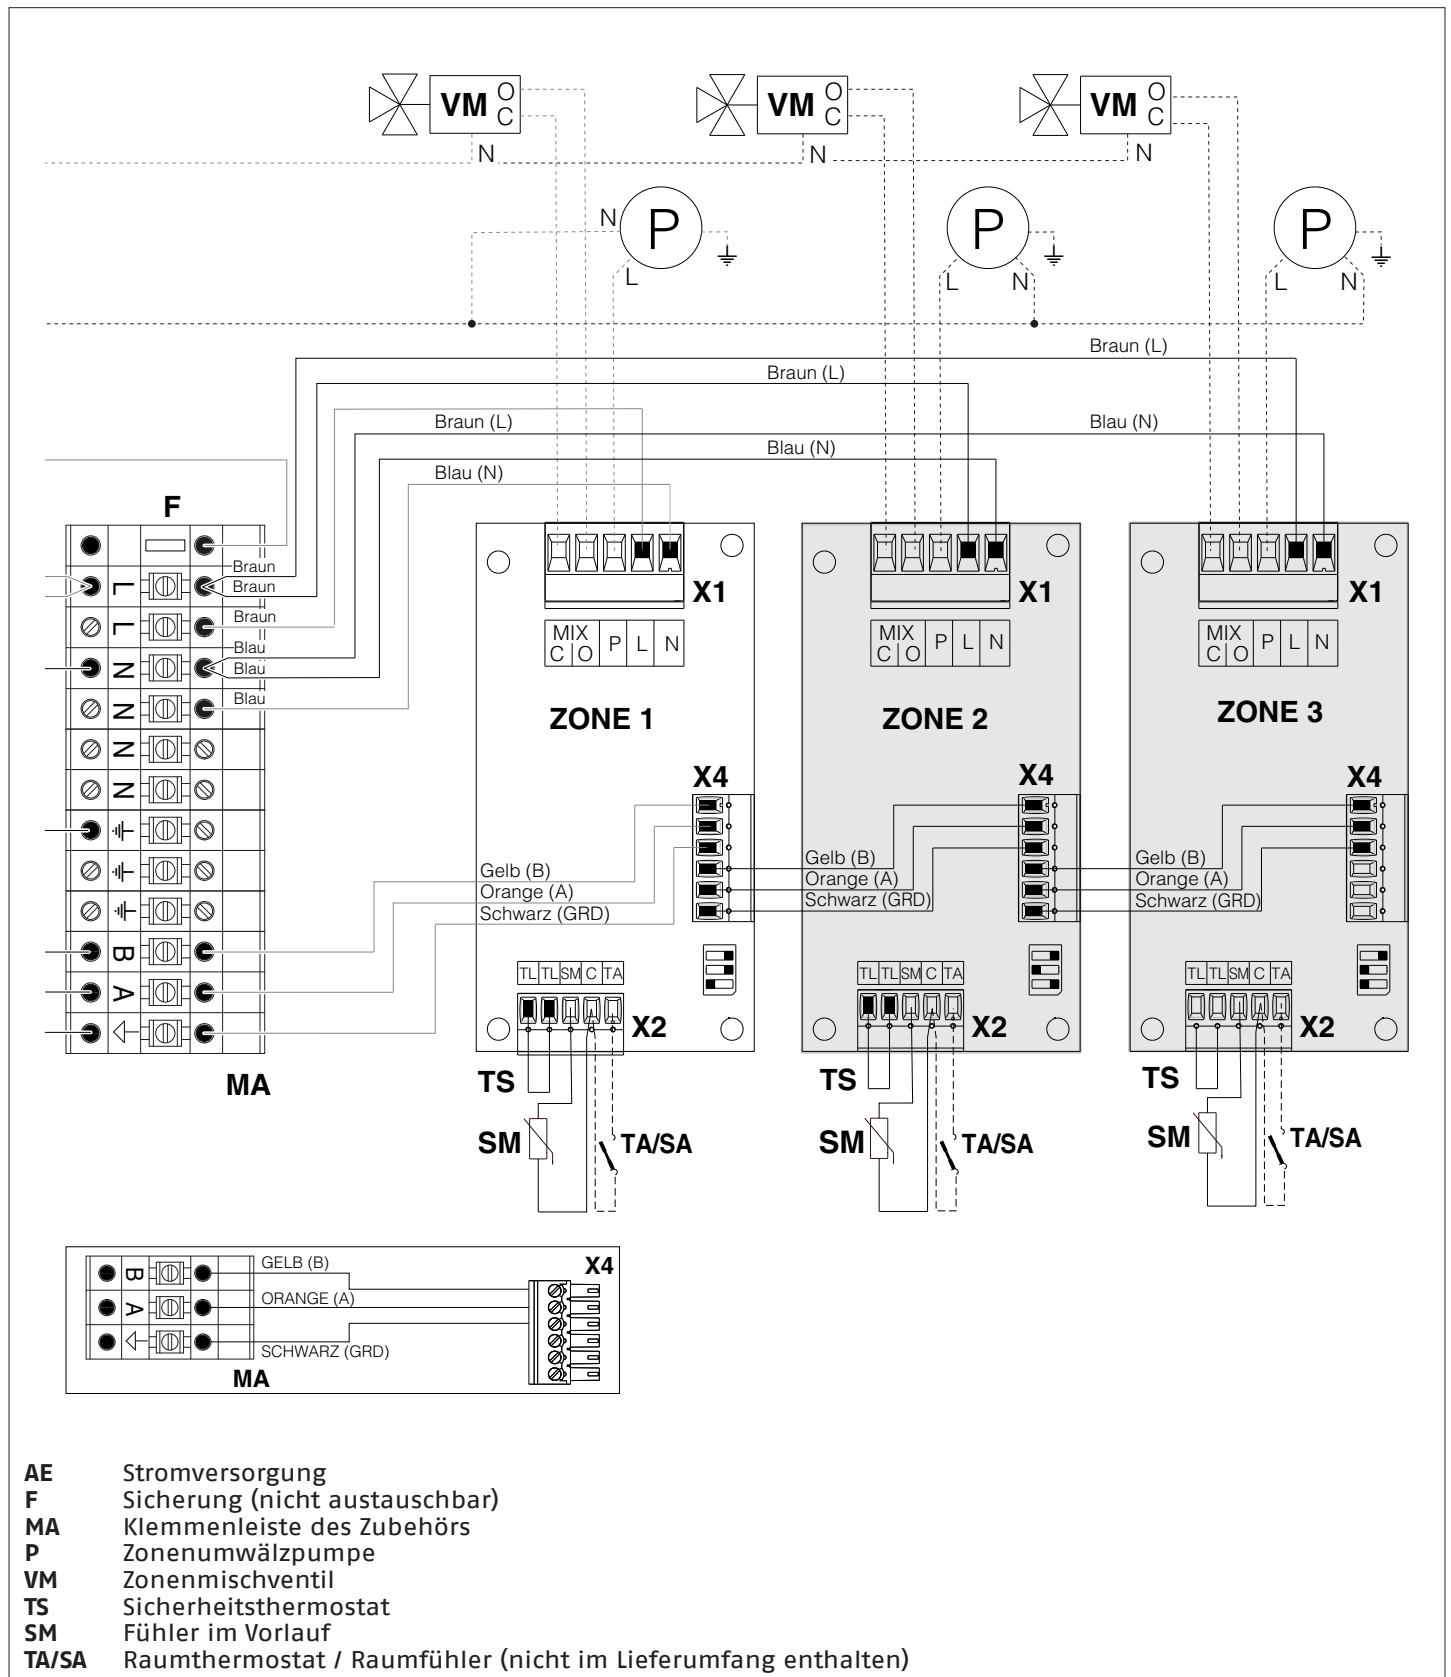 VM O C
VM O C
VM O C
N
N
N
N P
P
P
L
L N
L N
Braun (L)
Braun (L)
Braun (L)
Blau (N)
Blau (N)
Blau (N)
F
Braun
L Braun
L Braun
Blau
N Blau
N Blau
N
N
B
A
MA
X1
X1
X1
MIX C O P L N
MIX C O P L N
MIX C O P L N
ZONE 1
ZONE 2
ZONE 3
X4
X4
X4
Gelb (B)
Orange (A)
Schwarz (GRD)
Gelb (B)
Orange (A)
Schwarz (GRD)
Gelb (B)
Orange (A)
Schwarz (GRD)
TL TL SM C TA
TL TL SM C TA
TL TL SM C TA
X2
X2
X2
TS
TS
TS
SM TA/SA
SM TA/SA
SM TA/SA
GELB (B)
B
ORANGE (A)
A
SCHWARZ (GRD)
MA
X4
AE Stromversorgung
F Sicherung (nicht austauschbar)
MA Klemmenleiste des Zubehörs
P Zonenumwälzpumpe
VM Zonenmischventil
TS Sicherheitsthermostat
SM Fühler im Vorlauf
TA/SA Raumthermostat / Raumfühler (nicht im Lieferumfang enthalten)